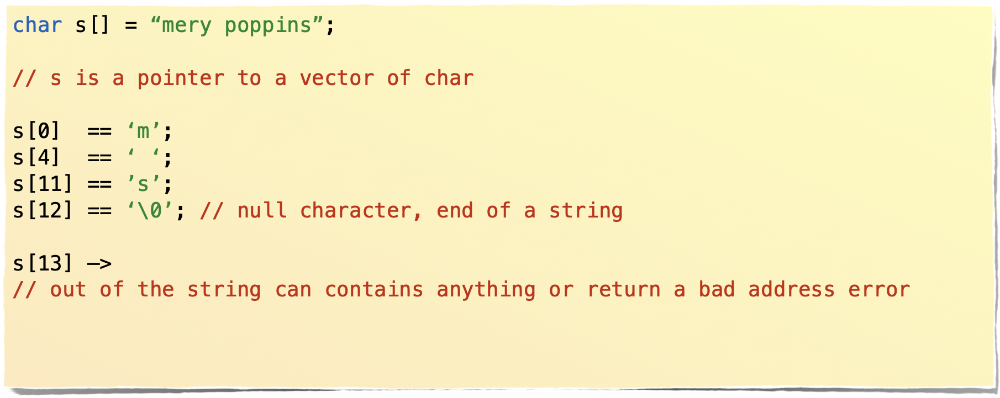 char s[] = “mery poppins”;
// s is a pointer to a vector of char
s[0]  == ‘m’;
s[4]  == ‘ ‘;
s[11] == ’s’;
s[12] == ‘\0’; // null character, end of a string
s[13] —>
// out of the string can contains anything or return a bad address error